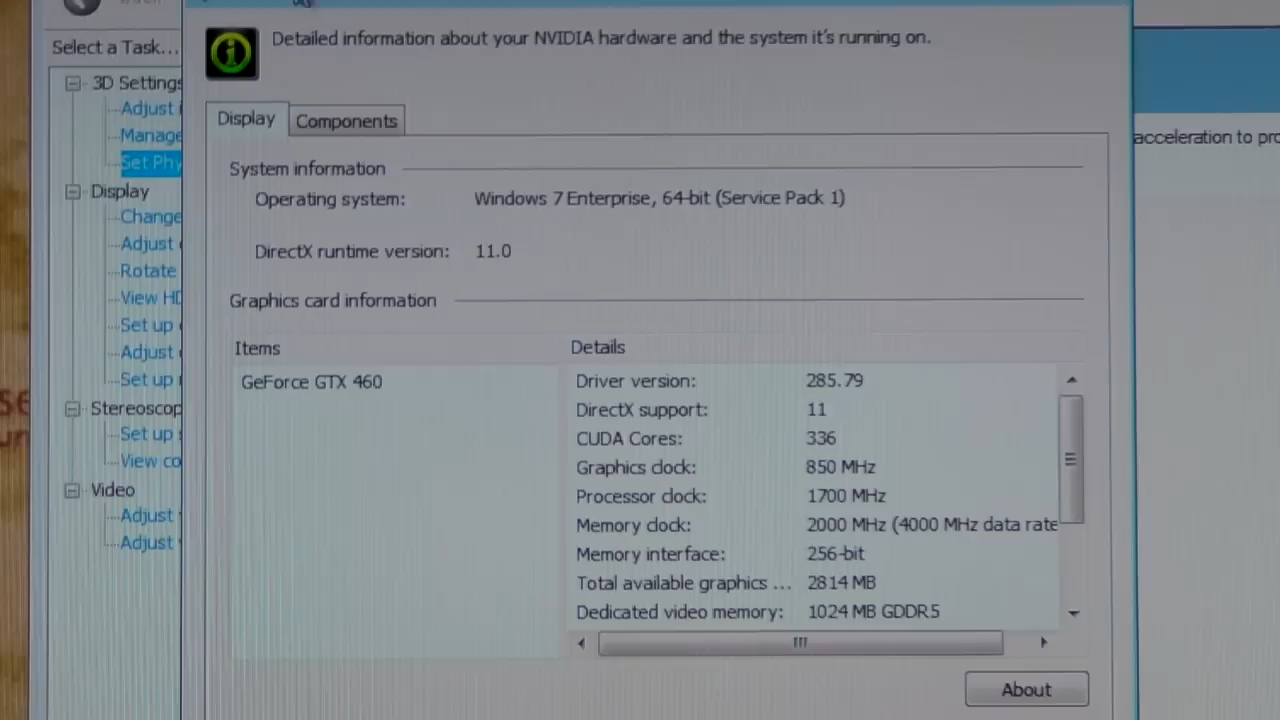 Detailed information about your NVIDIA hardware and the system it's running on.
Select a Task...
3D Settings
Adjust
Manage
Set Phy
Display
Change
Adjust
Rotate
View HD
Set up
Adjust
Set up
Stereoscop
Set up
View co
Video
Adjust
Adjust
Display
Components
System information
Operating system: Windows 7 Enterprise, 64-bit (Service Pack 1)
DirectX runtime version: 11.0
Graphics card information
Items Details
GeForce GTX 460
Driver version: 285.79
DirectX support: 11
CUDA Cores: 336
Graphics clock: 850 MHz
Processor clock: 1700 MHz
Memory clock: 2000 MHz (4000 MHz data rate
Memory interface: 256-bit
Total available graphics ... 2814 MB
Dedicated video memory: 1024 MB GDDR5
About
acceleration to pro